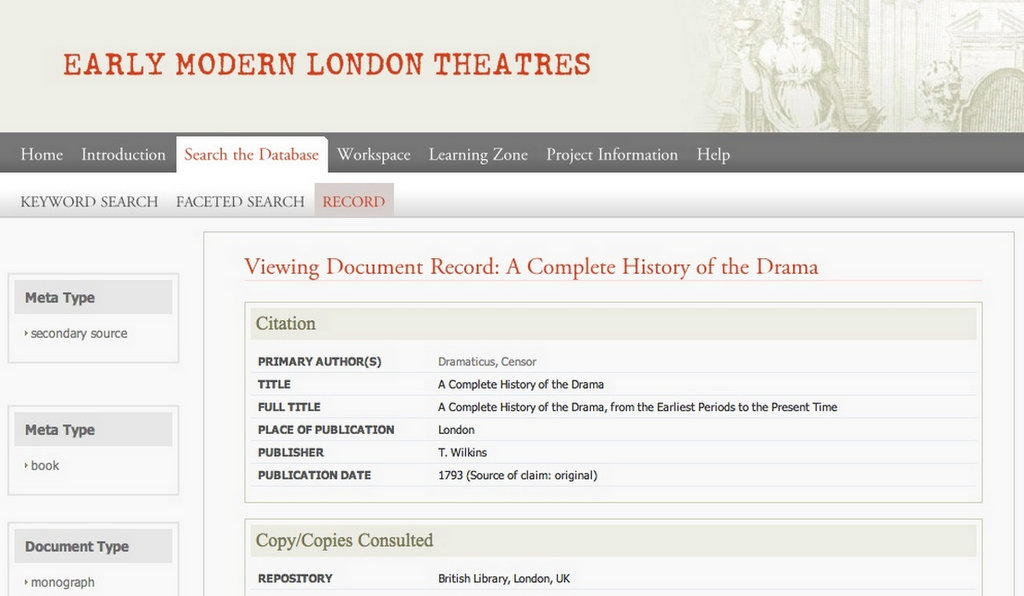 EARLY MODERN LONDON THEATRES
Home Introduction Search the Database Workspace Learning Zone Project Information Help
KEYWORD SEARCH FACETED SEARCH RECORD
Meta Type
secondary source
Meta Type
book
Document Type
monograph
Viewing Document Record: A Complete History of the Drama
Citation
PRIMARY AUTHOR(S) Dramaticus, Censor
TITLE A Complete History of the Drama
FULL TITLE A Complete History of the Drama, from the Earliest Periods to the Present Time
PLACE OF PUBLICATION London
PUBLISHER T. Wilkins
PUBLICATION DATE 1793 (Source of claim: original)
Copy/Copies Consulted
REPOSITORY British Library, London, UK